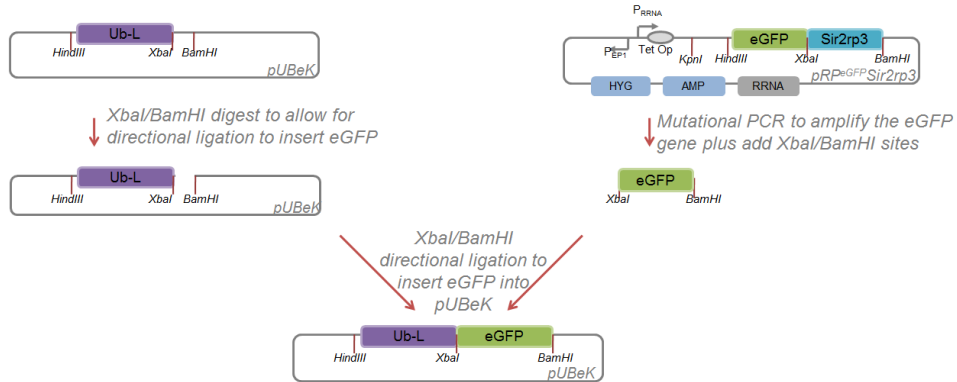 Ub-L
HindIII
XbaI
BamHI
pUBeK
P RRNA
P EP1
Tet Op
KpnI
HindIII
eGFP
Sir2rp3
XbaI
BamHI
pRPeGFPSir2rp3
HYG
AMP
RRNA
XbaI/BamHI digest to allow for
directional ligation to insert eGFP
Mutational PCR to amplify the eGFP
gene plus add XbaI/BamHI sites
Ub-L
HindIII
XbaI
BamHI
pUBeK
eGFP
XbaI
BamHI
XbaI/BamHI
directional ligation to
insert eGFP into
pUBeK
Ub-L
eGFP
HindIII
XbaI
BamHI
pUBeK